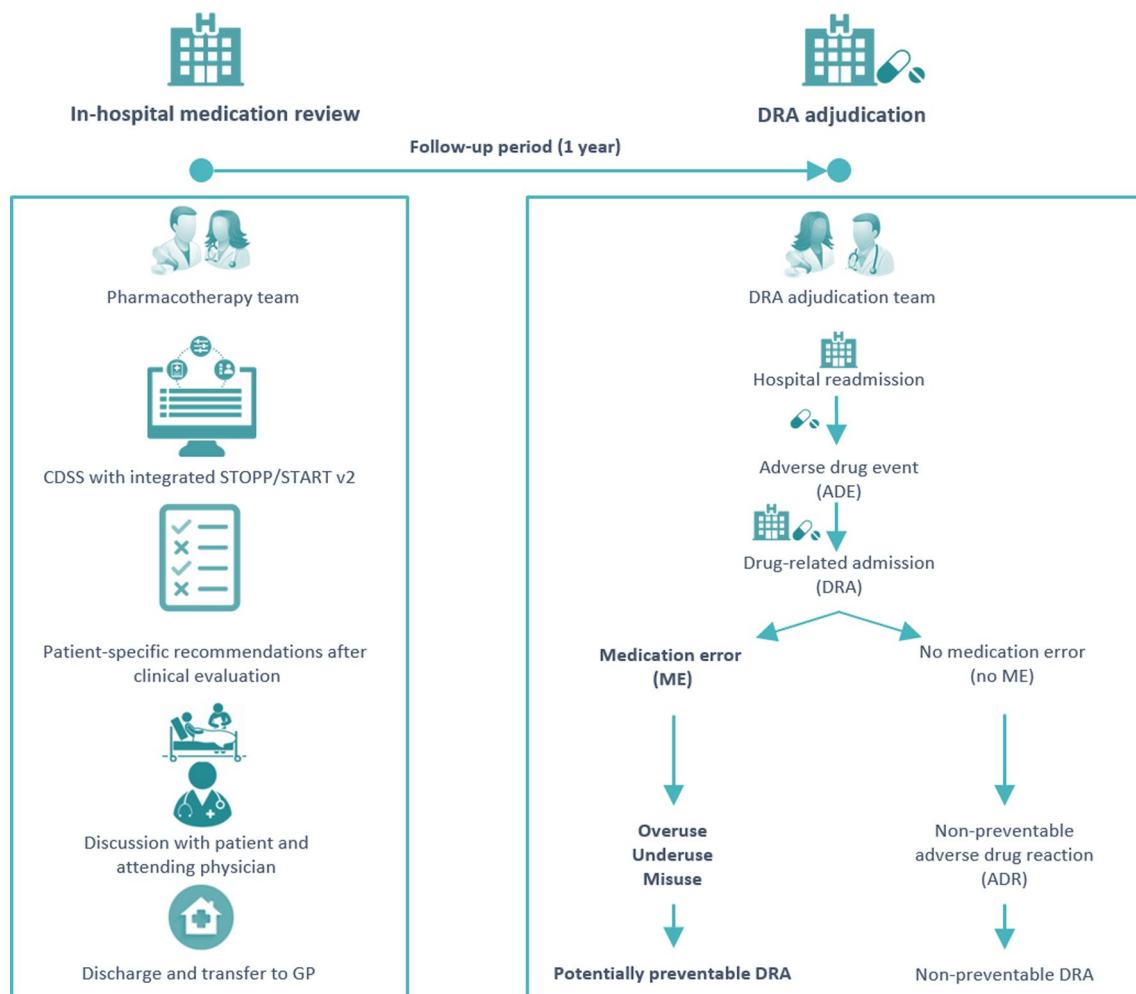 In-hospital medication review
DRA adjudication
Follow-up period (1 year)
Pharmacotherapy team
CDSS with integrated STOPP/START v2
Patient-specific recommendations after
clinical evaluation
Discussion with patient and
attending physician
Discharge and transfer to GP
DRA adjudication team
Hospital readmission
Adverse drug event
(ADE)
Drug-related admission
(DRA)
Medication error
(ME)
No medication error
(no ME)
Overuse
Underuse
Misuse
Non-preventable
adverse drug reaction
(ADR)
Potentially preventable DRA
Non-preventable DRA